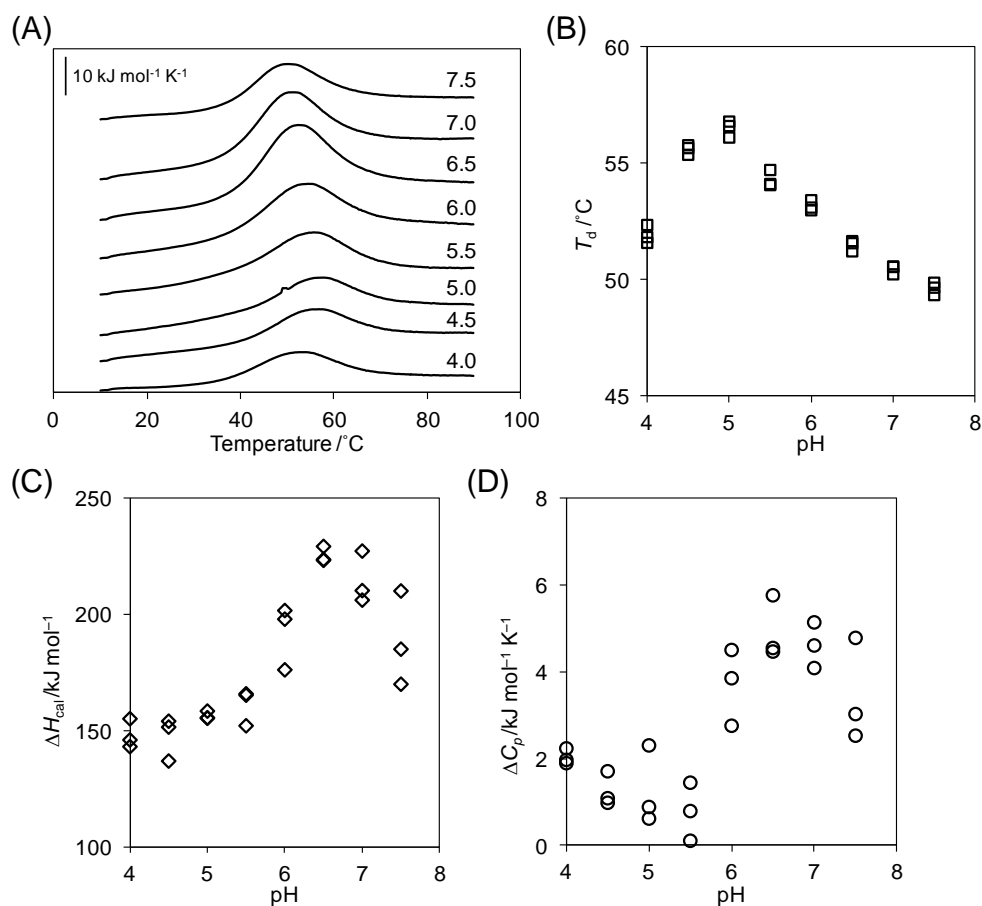 (A)
10 kJ mol⁻¹ K⁻¹
7.5
7.0
6.5
6.0
5.5
5.0
4.5
4.0
0 20 40 60 80 100
Temperature /˚C
(B)
60
55
50
45
T_d /˚C
4 5 6 7 8
pH
(C)
250
200
150
100
ΔH_cal /kJ mol⁻¹
4 5 6 7 8
pH
(D)
8
6
4
2
0
ΔC_p /kJ mol⁻¹ K⁻¹
4 5 6 7 8
pH